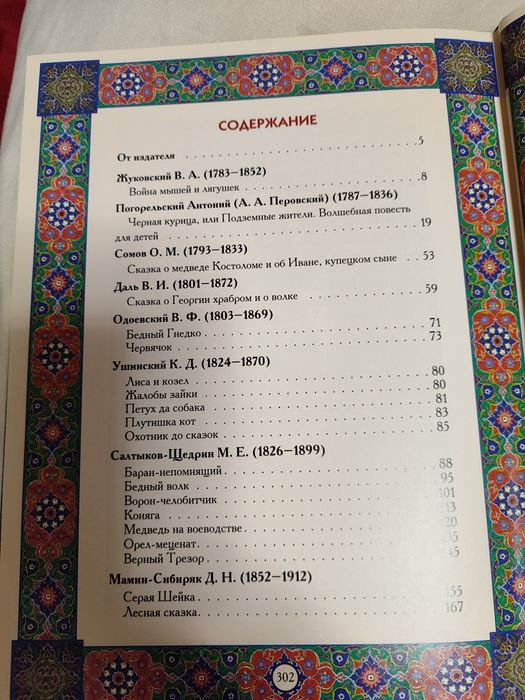 СОДЕРЖАНИЕ
От издателя . . . . . . . . . . . . . . . . . . . . . . . . 5
Жуковский В. А. (1783—1852)
Война мышей и лягушек . . . . . . . . . . . . . . . . . . 8
Погорельский Антоний (А. А. Перовский) (1787—1836)
Черная курица, или Подземные жители. Волшебная повесть
для детей . . . . . . . . . . . . . . . . . . . . . . . . 19
Сомов О. М. (1793—1833)
Сказка о медведе Костоломе и об Иване, купецком сыне . . 53
Даль В. И. (1801—1872)
Сказка о Георгии храбром и о волке . . . . . . . . . . . 59
Одоевский В. Ф. (1803—1869)
Бедный Гнедко . . . . . . . . . . . . . . . . . . . . . . 71
Червячок . . . . . . . . . . . . . . . . . . . . . . . . 73
Ушинский К. Д. (1824—1870)
Лиса и козел . . . . . . . . . . . . . . . . . . . . . . 80
Жалобы зайки . . . . . . . . . . . . . . . . . . . . . . 80
Петух да собака . . . . . . . . . . . . . . . . . . . . . 81
Плутишка кот . . . . . . . . . . . . . . . . . . . . . . 83
Охотник до сказок . . . . . . . . . . . . . . . . . . . . 85
Салтыков-Щедрин М. Е. (1826—1899)
Баран-непомнящий . . . . . . . . . . . . . . . . . . . . 88
Бедный волк . . . . . . . . . . . . . . . . . . . . . . . 95
Ворон-челобитчик . . . . . . . . . . . . . . . . . . . . 101
Коняга . . . . . . . . . . . . . . . . . . . . . . . . .
Медведь на воеводстве . . . . . . . . . . . . . . . . . .
Орел-меценат . . . . . . . . . . . . . . . . . . . . . .
Верный Трезор . . . . . . . . . . . . . . . . . . . . . .
Мамин-Сибиряк Д. Н. (1852—1912)
Серая Шейка . . . . . . . . . . . . . . . . . . . . . . . 155
Лесная сказка . . . . . . . . . . . . . . . . . . . . . . 167
302